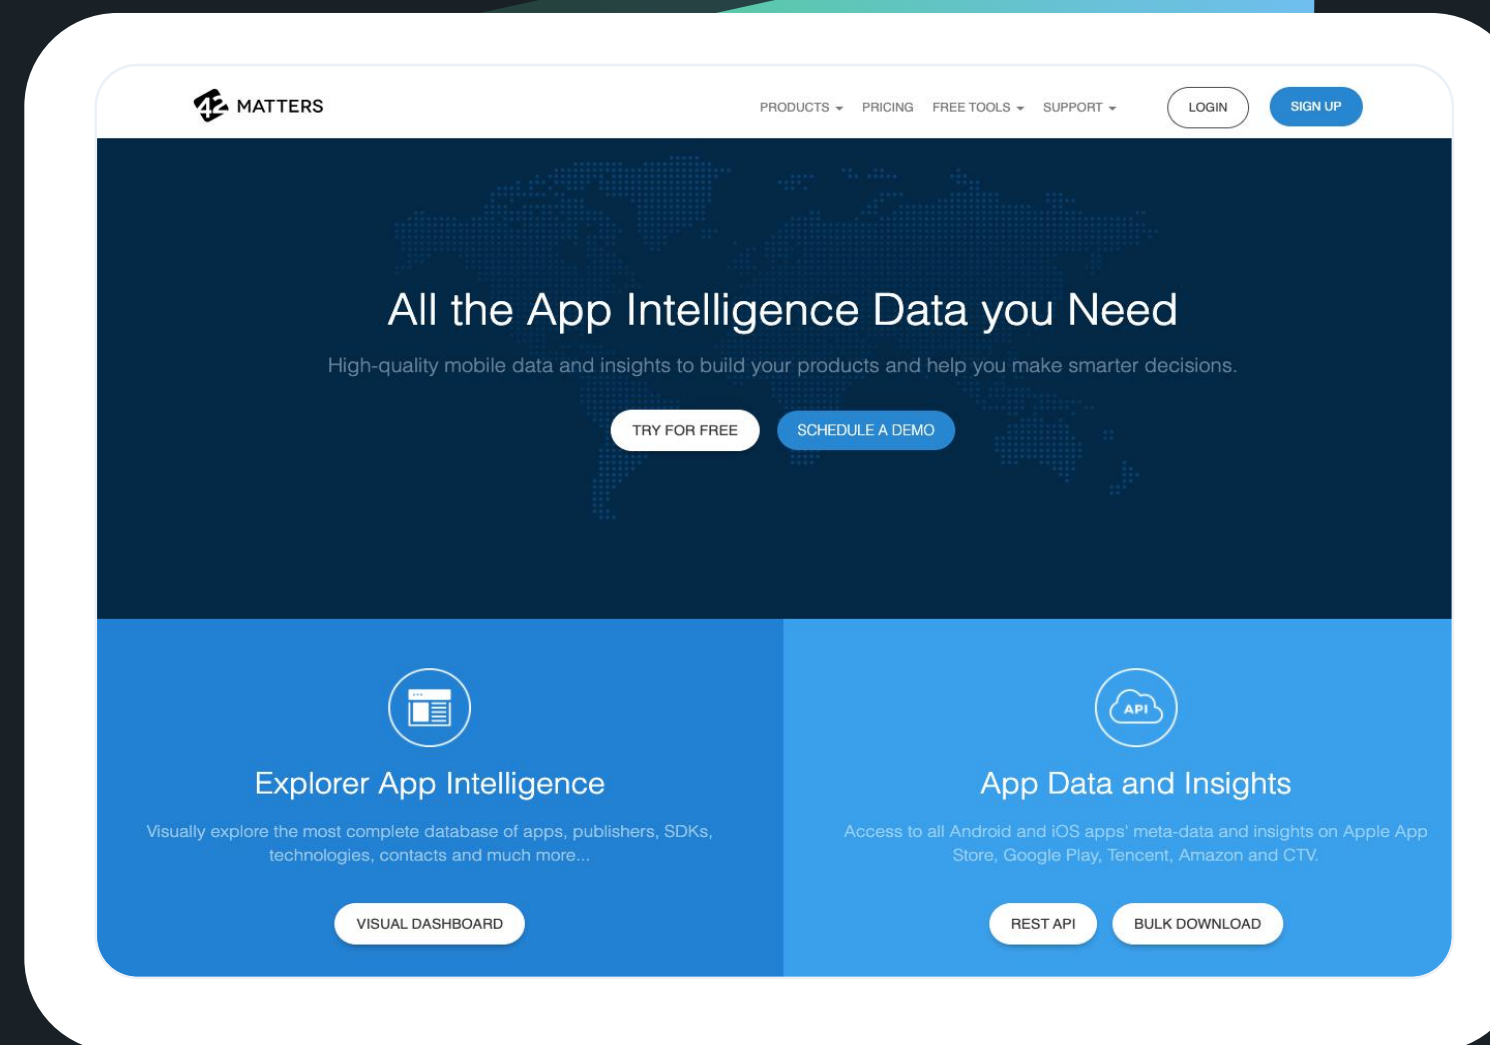 42 MATTERS
PRODUCTS PRICING FREE TOOLS SUPPORT LOGIN SIGN UP
All the App Intelligence Data you Need
High-quality mobile data and insights to build your products and help you make smarter decisions.
TRY FOR FREE SCHEDULE A DEMO
Explorer App Intelligence
Visually explore the most complete database of apps, publishers, SDKs,
technologies, contacts and much more...
VISUAL DASHBOARD
API
App Data and Insights
Access to all Android and iOS apps' meta-data and insights on Apple App
Store, Google Play, Tencent, Amazon and CTV.
REST API BULK DOWNLOAD